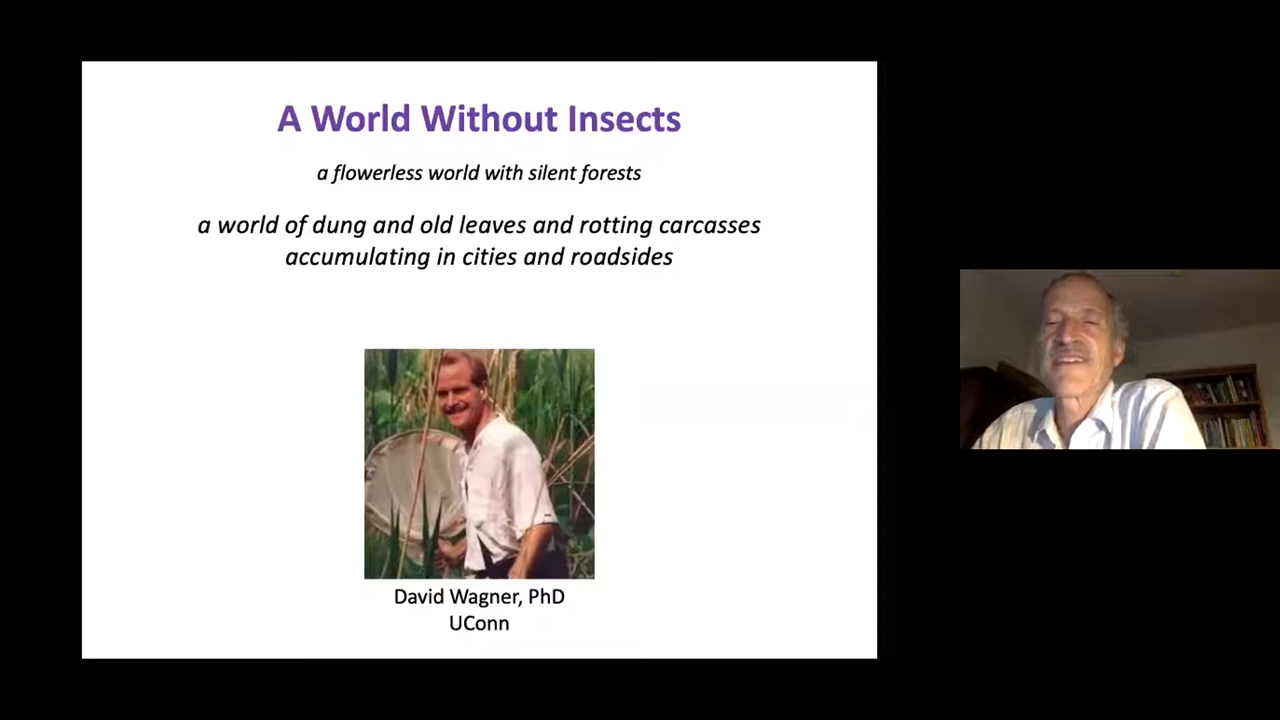 A World Without Insects
a flowerless world with silent forests
a world of dung and old leaves and rotting carcasses
accumulating in cities and roadsides
David Wagner, PhD
UConn